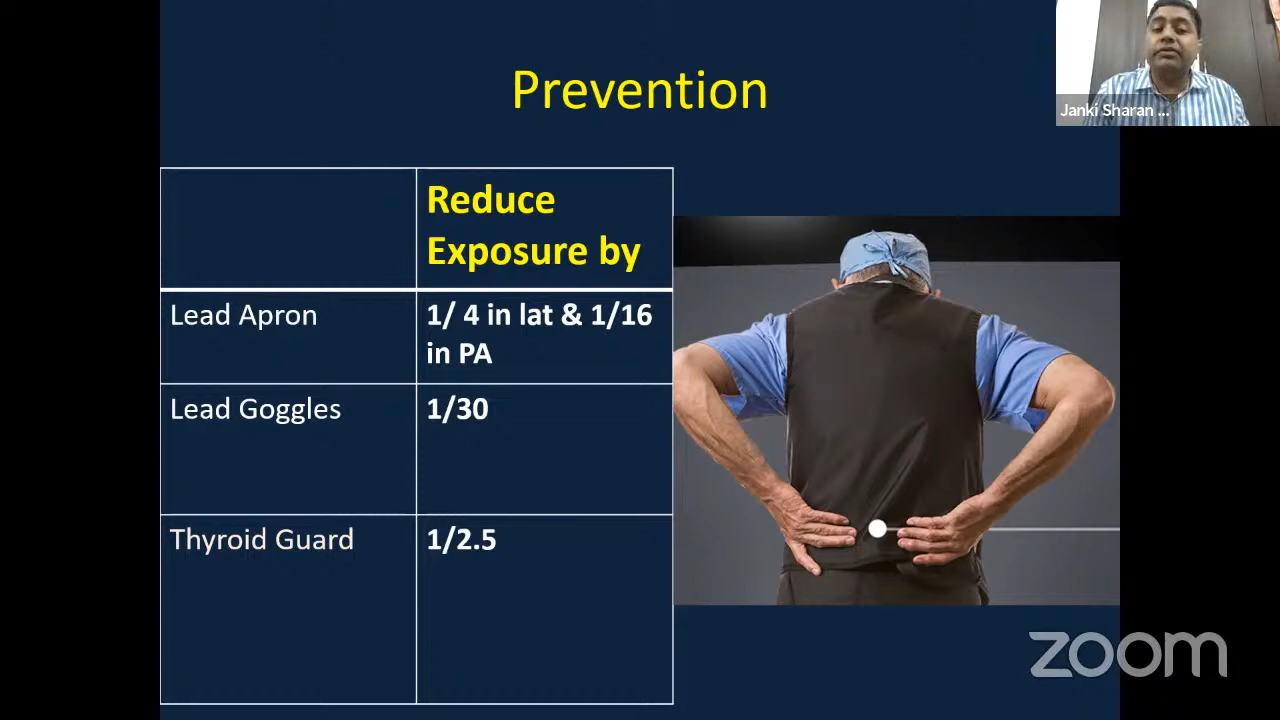 Prevention
Janki Sharan ...
Reduce
Exposure by
Lead Apron
1/ 4 in lat & 1/16
in PA
Lead Goggles
1/30
Thyroid Guard
1/2.5
zoom